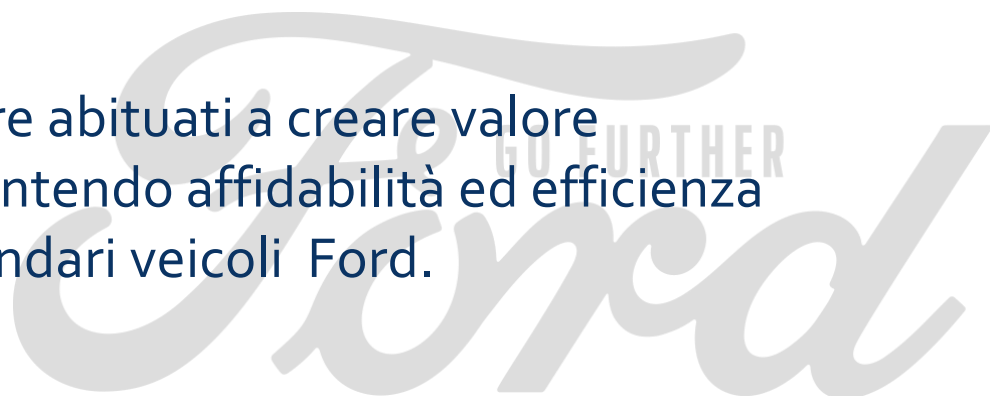 re abituati a creare valore
GO FURTHER
ntendo affidabilità ed efficienza
ndari veicoli  Ford.
Ford